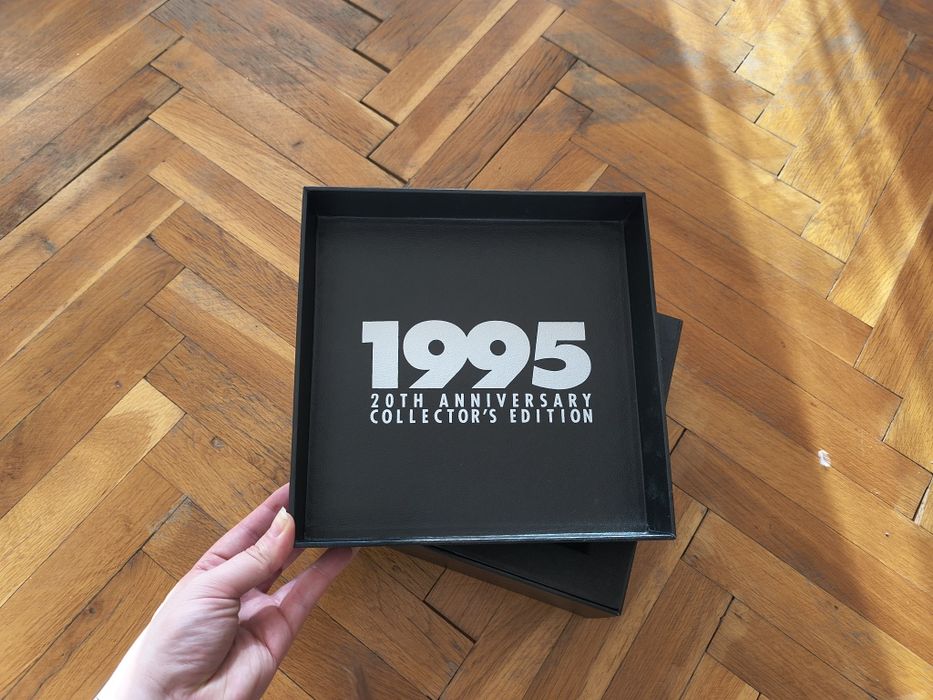 1995
20TH ANNIVERSARY
COLLECTOR'S EDITION